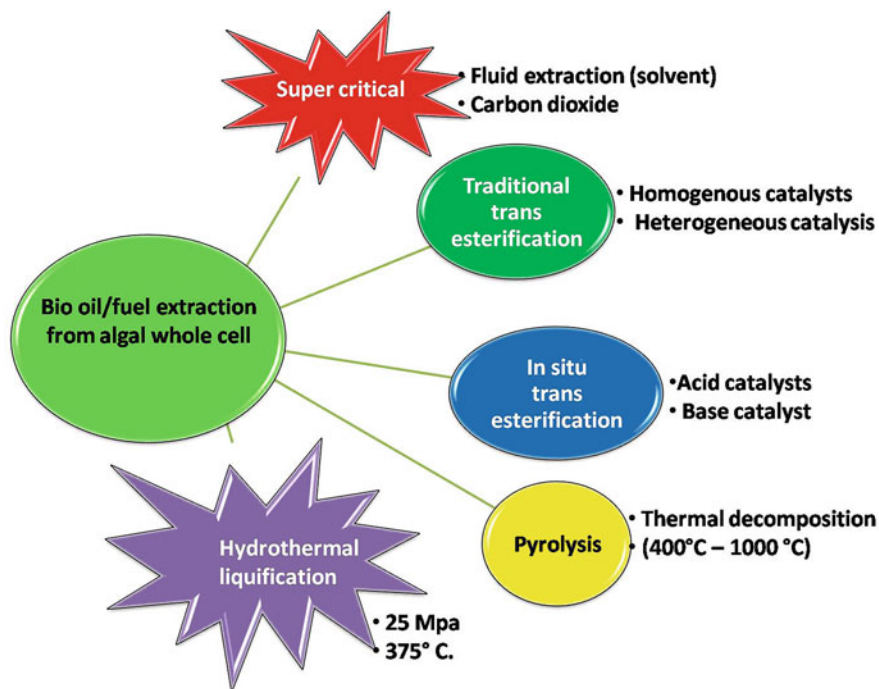 Super critical
• Fluid extraction (solvent)
• Carbon dioxide
Traditional
trans
esterification
• Homogenous catalysts
• Heterogeneous catalysis
Bio oil/fuel extraction
from algal whole cell
In situ
trans
esterification
• Acid catalysts
• Base catalyst
Pyrolysis
• Thermal decomposition
• (400°C – 1000 °C)
Hydrothermal
liquification
• 25 Mpa
• 375° C.